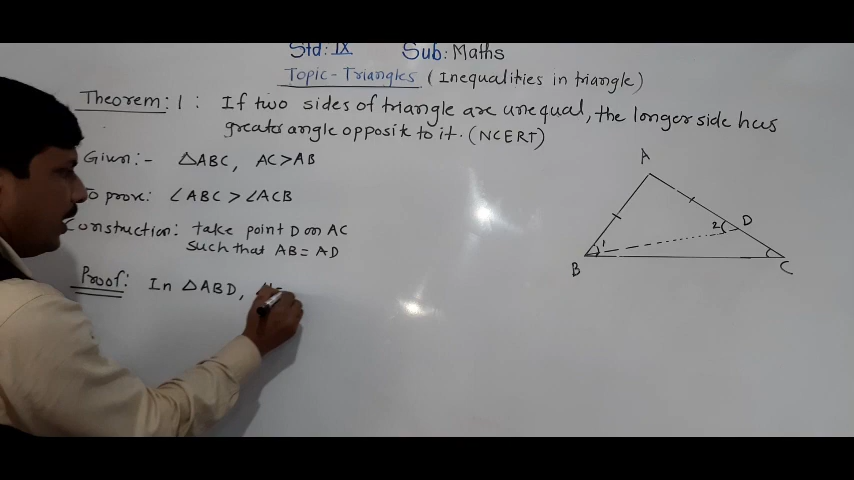 Std: IX Sub: Maths
Topic - Triangles (Inequalities in triangle)
Theorem: 1 : If two sides of triangle are unequal, the longer side has
greater angle opposite to it. (NCERT)
Given:- △ABC, AC>AB
To prove: ∠ABC > ∠ACB
Construction: take point D on AC
such that AB = AD
Proof: In △ABD,
A
B
C
D
1
2